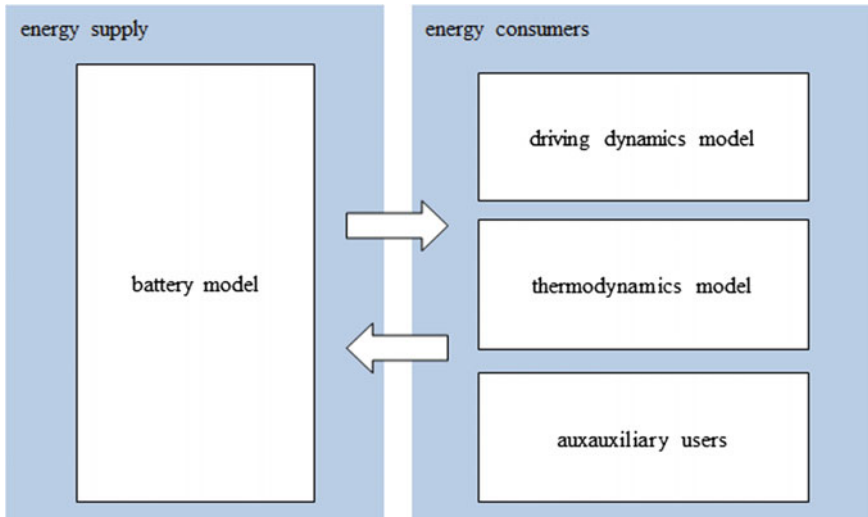 energy supply
battery model
energy consumers
driving dynamics model
thermodynamics model
auxauxiliary users